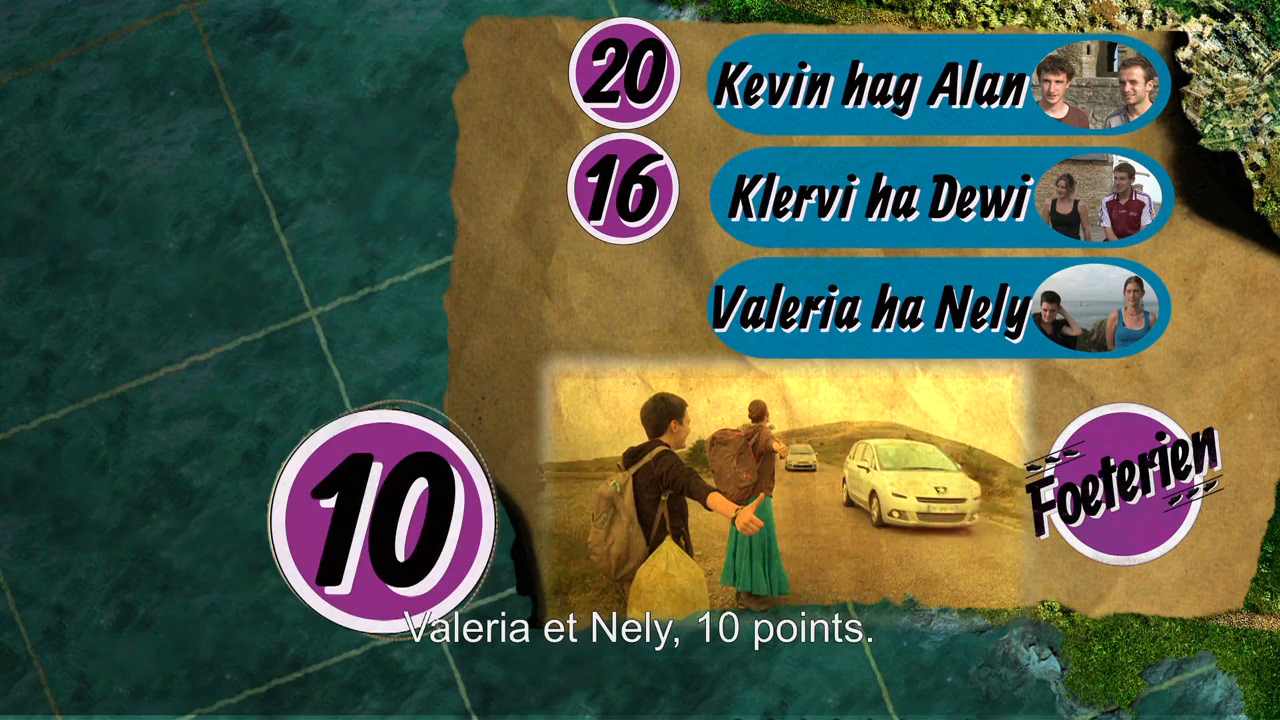 20 Kevin hag Alan
16 Klervi ha Dewi
Valeria ha Nely
10
Foeterien
Valeria et Nely, 10 points.